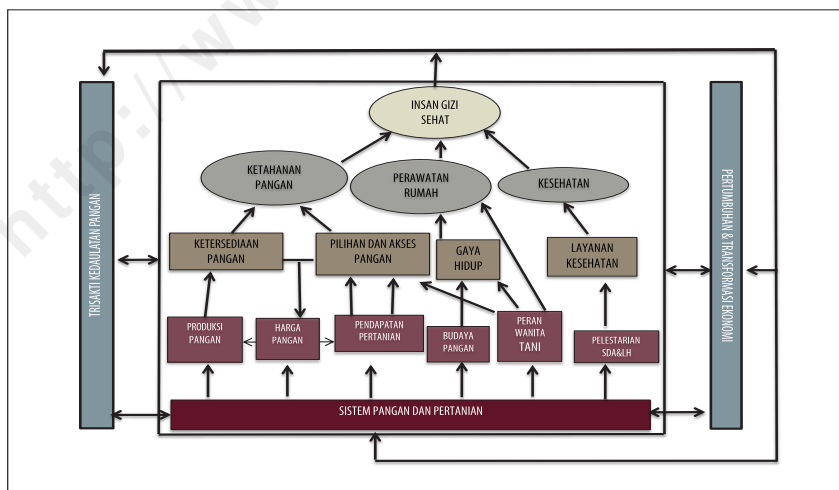 http://ww
INSAN GIZI
SEHAT
KETAHANAN
PANGAN
PERAWATAN
RUMAH
KESEHATAN
KETERSEDIAAN
PANGAN
PILIHAN DAN AKSES
PANGAN
GAYA
HIDUP
LAYANAN
KESEHATAN
PRODUKSI
PANGAN
HARGA
PANGAN
PENDAPATAN
PERTANIAN
BUDAYA
PANGAN
PERAN
WANITA
TANI
PELESTARIAN
SDA&LH
SISTEM PANGAN DAN PERTANIAN
TRISAKTI KEDAULATAN PANGAN
PERTUMBUHAN & TRANSFORMASI EKONOMI